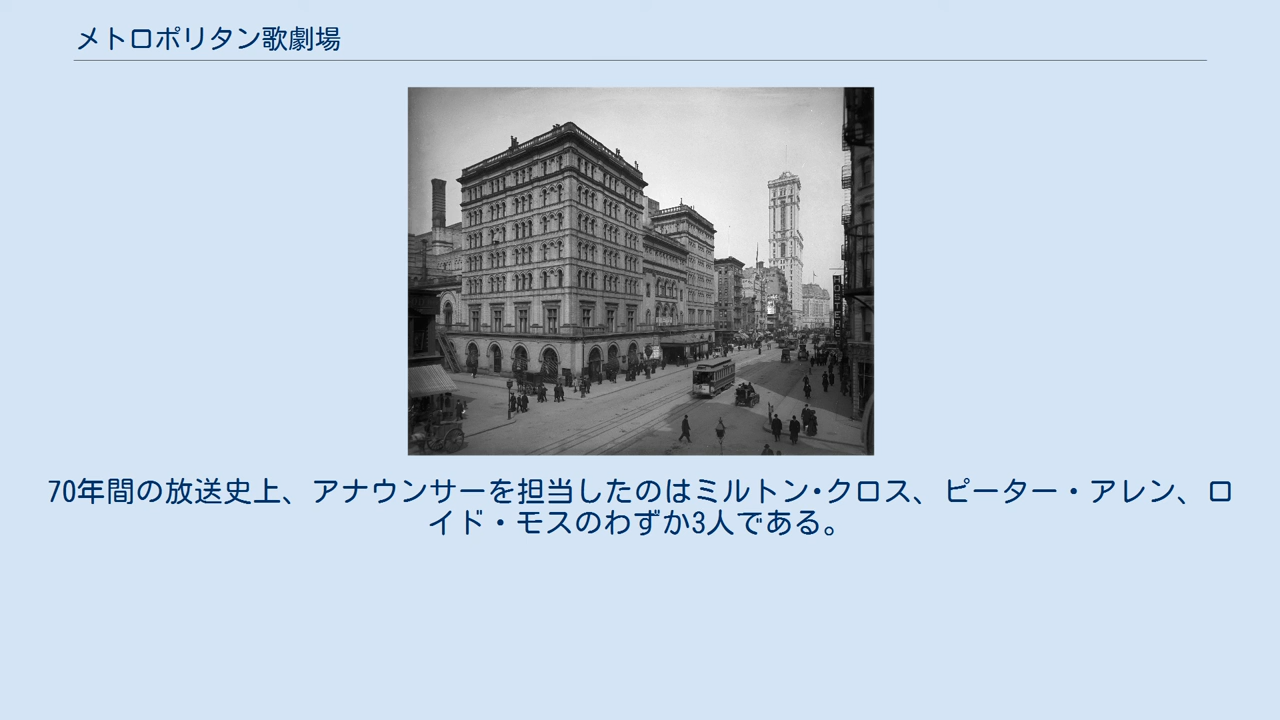 メトロポリタン歌劇場
70年間の放送史上、アナウンサーを担当したのはミルトン・クロス、ピーター・アレン、ロ
イド・モスのわずか3人である。